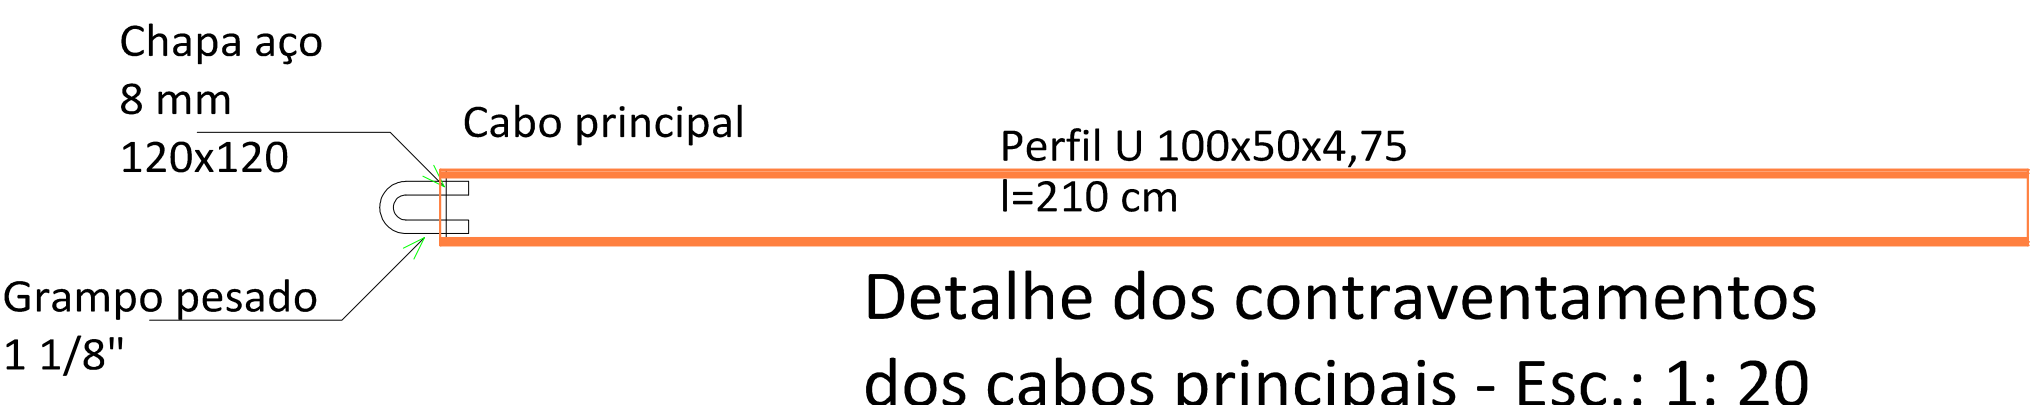 Chapa aço
8 mm
120x120
Cabo principal
Perfil U 100x50x4,75
l=210 cm
Grampo pesado
1 1/8"
Detalhe dos contraventamentos
dos cabos principais - Esc.: 1: 20